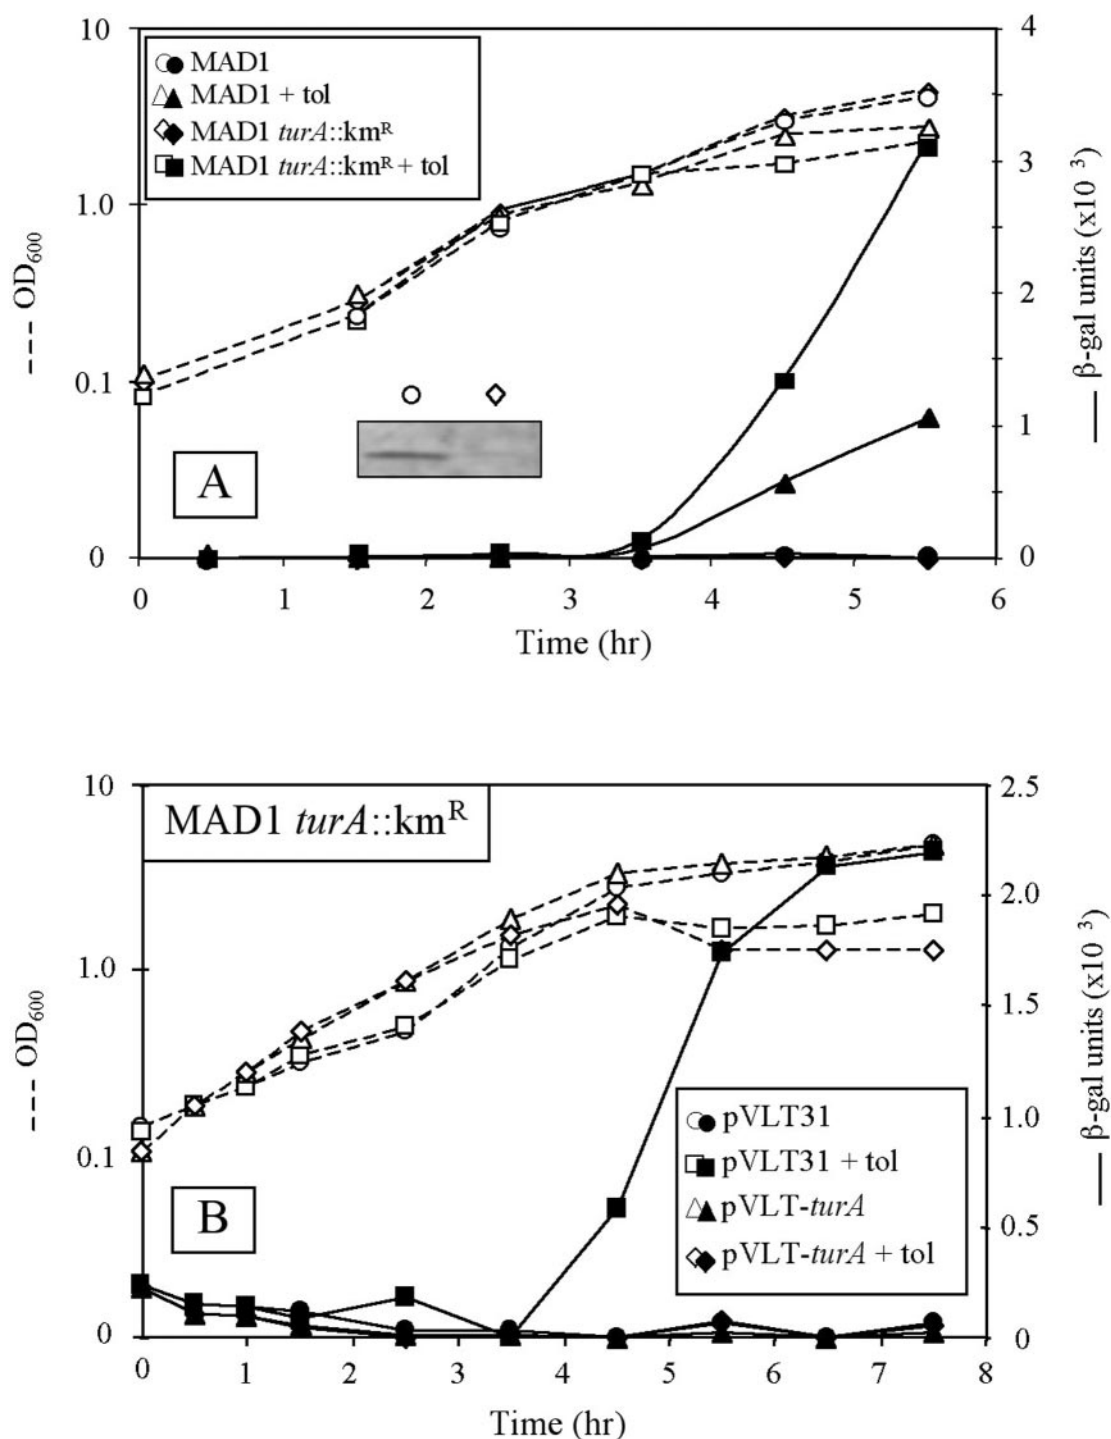 10
4
MAD1
MAD1 + tol
MAD1 turA::kmᴿ
MAD1 turA::kmᴿ + tol
3
1.0
--- OD₆₀₀
β-gal units (x10 ³)
2
0.1
1
A
0
0
0 1 2 3 4 5 6
Time (hr)
10
2.5
MAD1 turA::kmᴿ
2.0
1.0
--- OD₆₀₀
β-gal units (x10 ³)
1.5
pVLT31
pVLT31 + tol
pVLT-turA
pVLT-turA + tol
0.1
1.0
B
0.5
0
0
0 1 2 3 4 5 6 7 8
Time (hr)